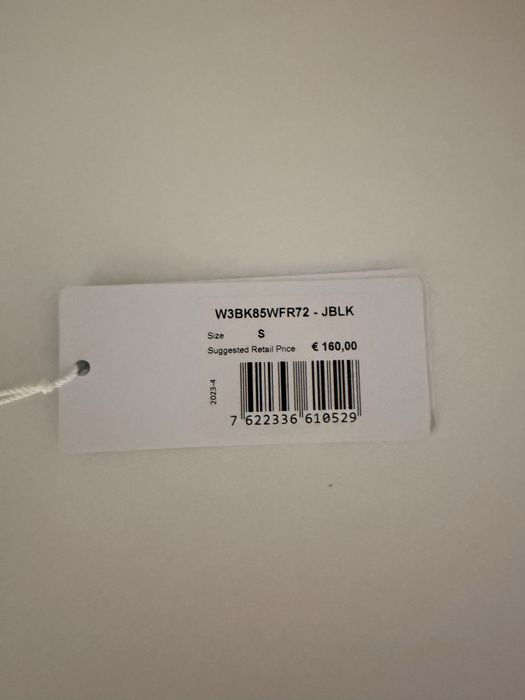 W3BK85WFR72 - JBLK
Size S
Suggested Retail Price € 160,00
2023-4
7 622336 610529